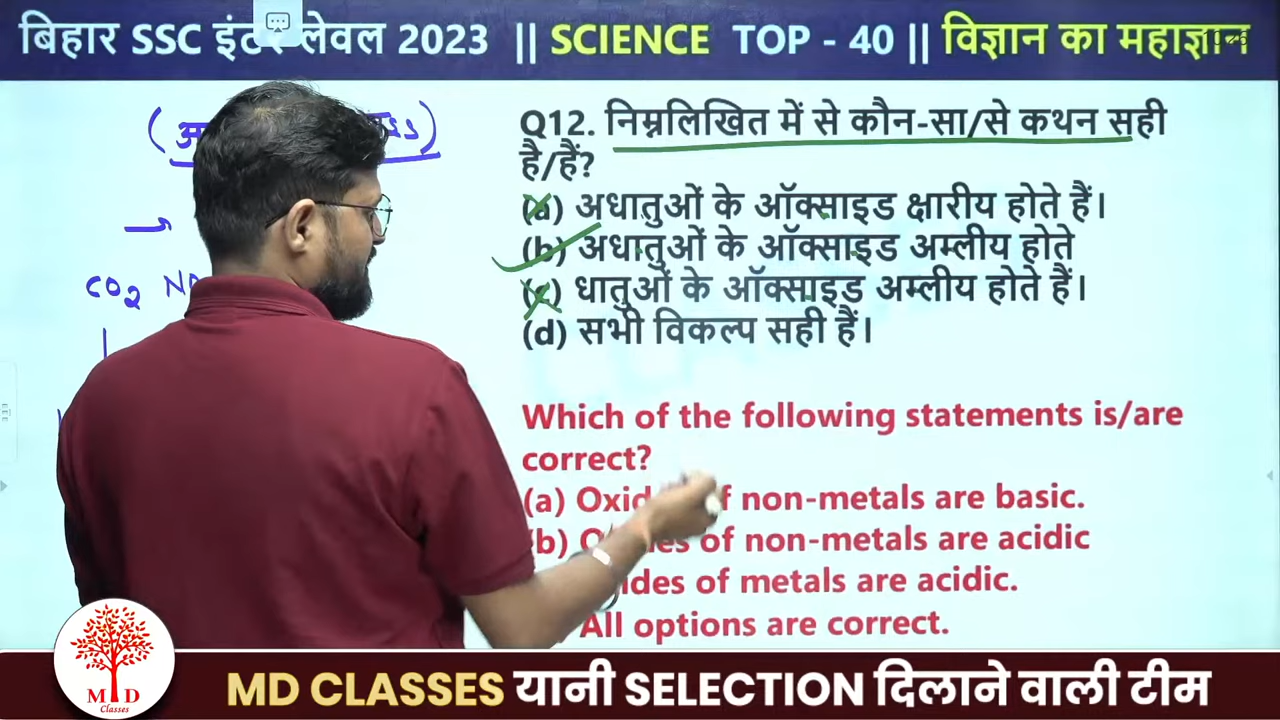 बिहार SSC इंटर लेवल 2023 || SCIENCE TOP - 40 || विज्ञान का महाज्ञान
Q12. निम्नलिखित में से कौन-सा/से कथन सही
है/हैं?
(a) अधातुओं के ऑक्साइड क्षारीय होते हैं।
(b) अधातुओं के ऑक्साइड अम्लीय होते
(c) धातुओं के ऑक्साइड अम्लीय होते हैं।
(d) सभी विकल्प सही हैं।
CO2
Which of the following statements is/are
correct?
(a) of non-metals are basic.
b) of non-metals are acidic
ides of metals are acidic.
All options are correct.
MD
Classes
MD CLASSES यानी SELECTION दिलाने वाली टीम